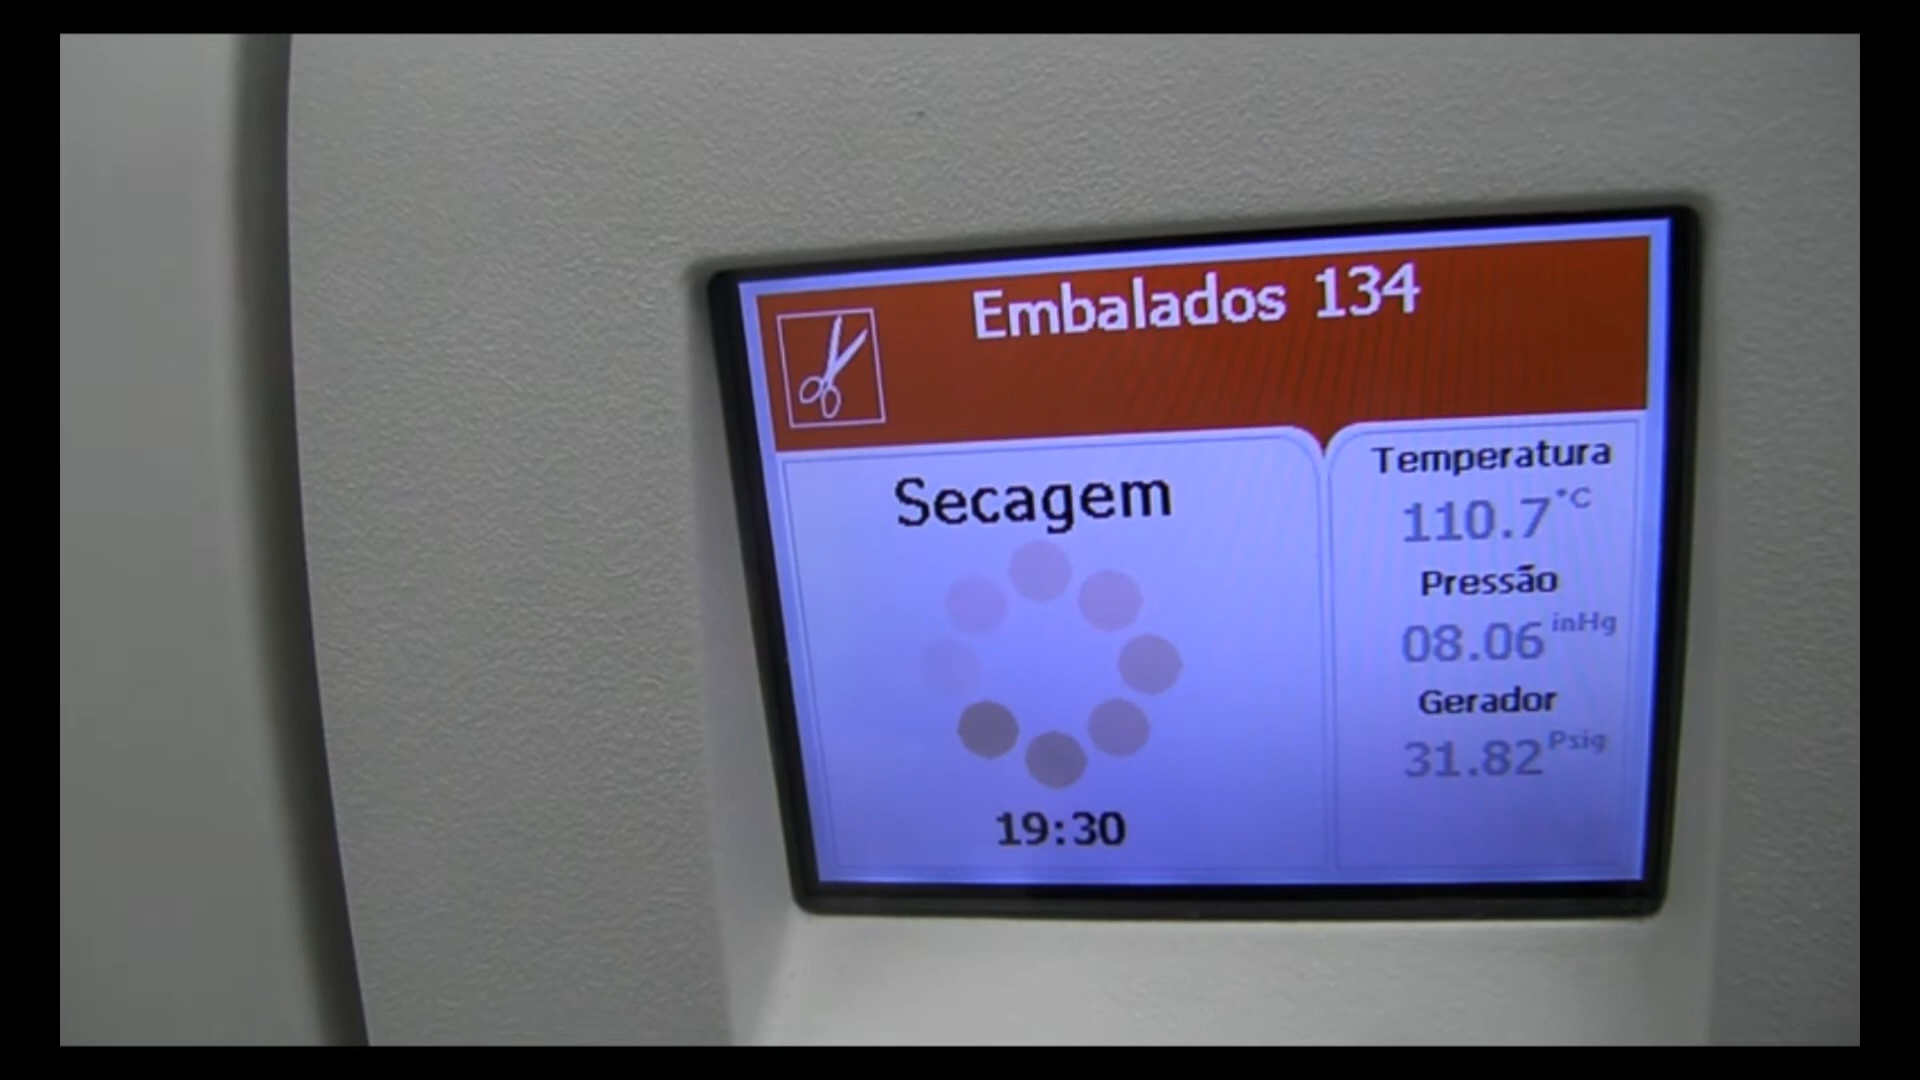 Embalados 134
Secagem
19:30
Temperatura
110.7 °C
Pressão
08.06 inHg
Gerador
31.82 Psig